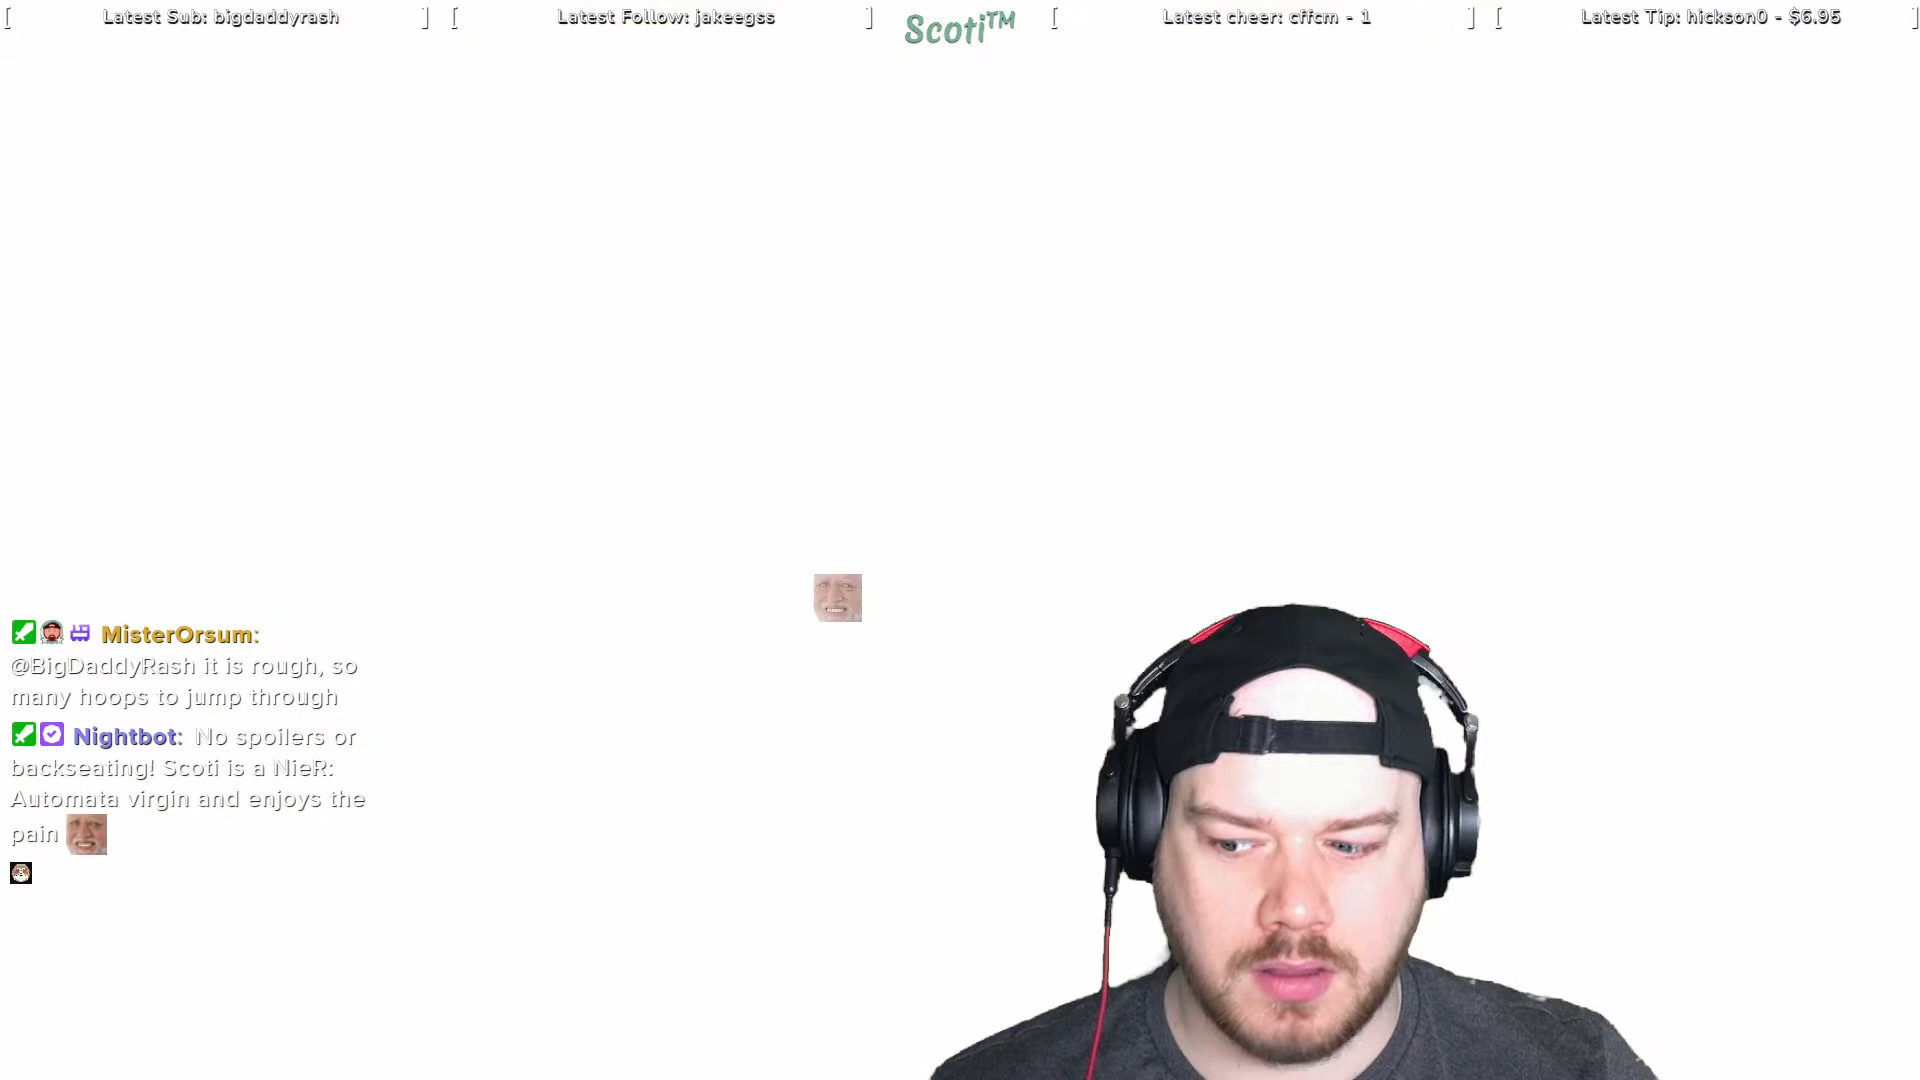 [ Latest Sub: bigdaddyrash ] [ Latest Follow: jakeegss ] Scoti™ [ Latest cheer: cffcm - 1 ] [ Latest Tip: hickson0 - $6.95 ]
MisterOrsum:
@BigDaddyRash it is rough, so
many hoops to jump through
Nightbot: No spoilers or
backseating! Scoti is a NieR:
Automata virgin and enjoys the
pain